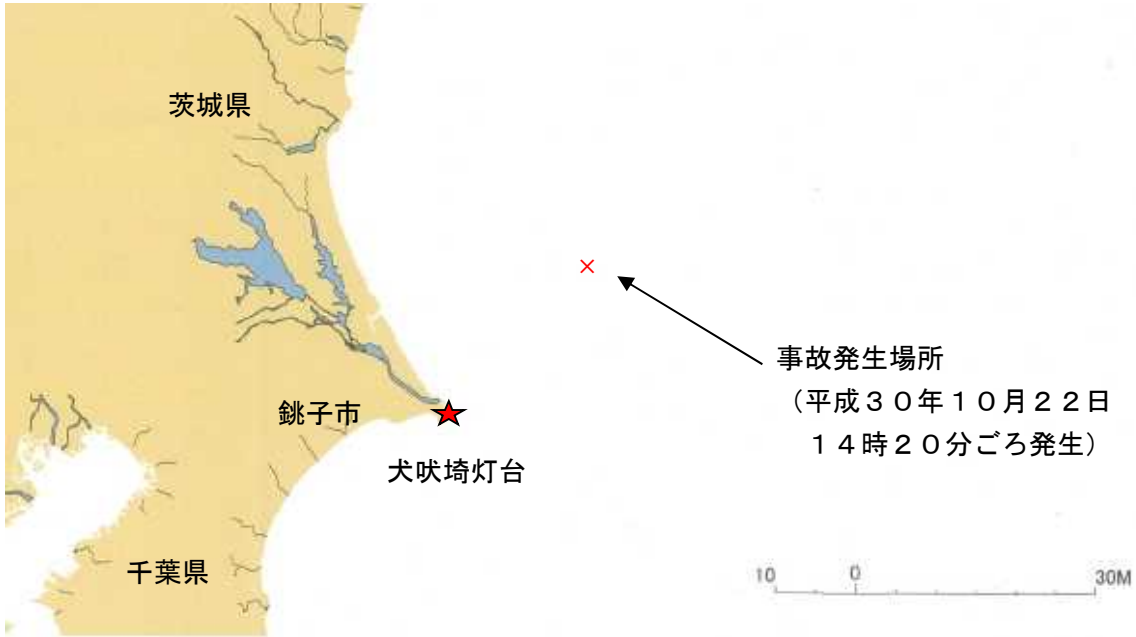 茨城県
×
事故発生場所
（平成３０年１０月２２日
１４時２０分ごろ発生）
銚子市
犬吠埼灯台
千葉県
10 0 30M